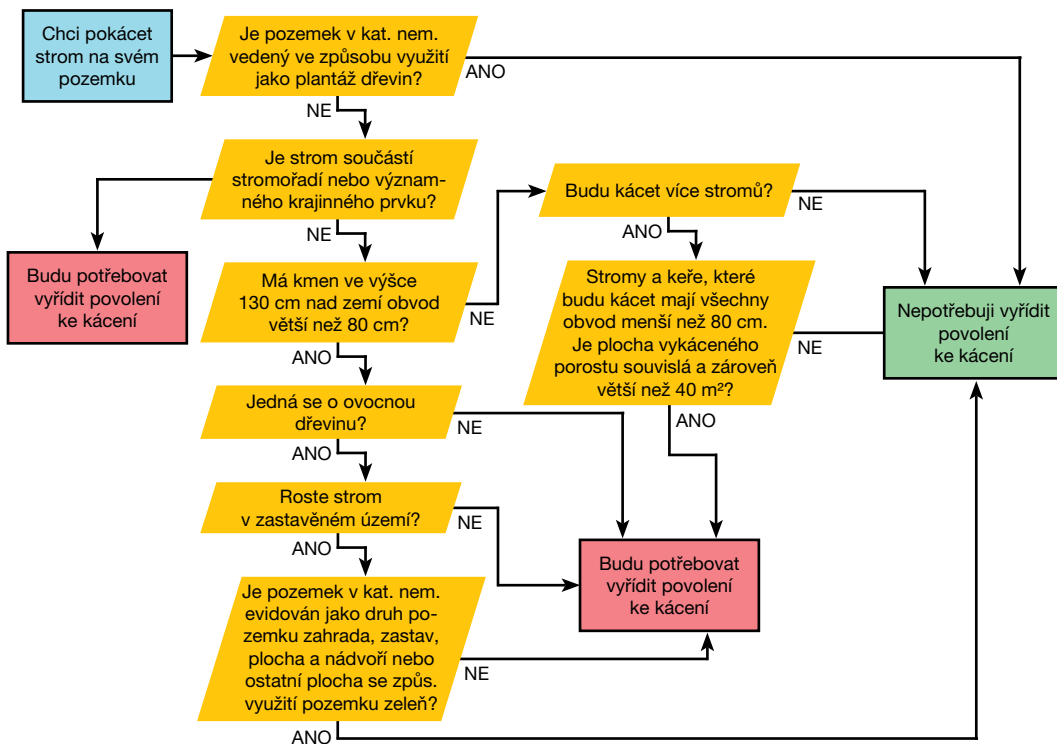 Chci pokácet
strom na svém
pozemku
Je pozemek v kat. nem.
vedený ve způsobu využití
jako plantáž dřevin?
ANO
NE
Je strom součástí
stromořadí nebo význam-
ného krajinného prvku?
NE
Budu potřebovat
vyřídit povolení
ke kácení
Budu kácet více stromů?
NE
ANO
Má kmen ve výšce
130 cm nad zemí obvod
větší než 80 cm?
NE
ANO
Stromy a keře, které
budu kácet mají všechny
obvod menší než 80 cm.
Je plocha vykáceného
porostu souvislá a zároveň
větší než 40 m²?
NE
ANO
Nepotřebuji vyřídit
povolení
ke kácení
Jedná se o ovocnou
dřevinu?
NE
ANO
Roste strom
v zastavěném území?
NE
ANO
Budu potřebovat
vyřídit povolení
ke kácení
Je pozemek v kat. nem.
evidován jako druh po-
zemku zahrada, zastav,
plocha a nádvoří nebo
ostatní plocha se způs.
využití pozemku zeleň?
NE
ANO